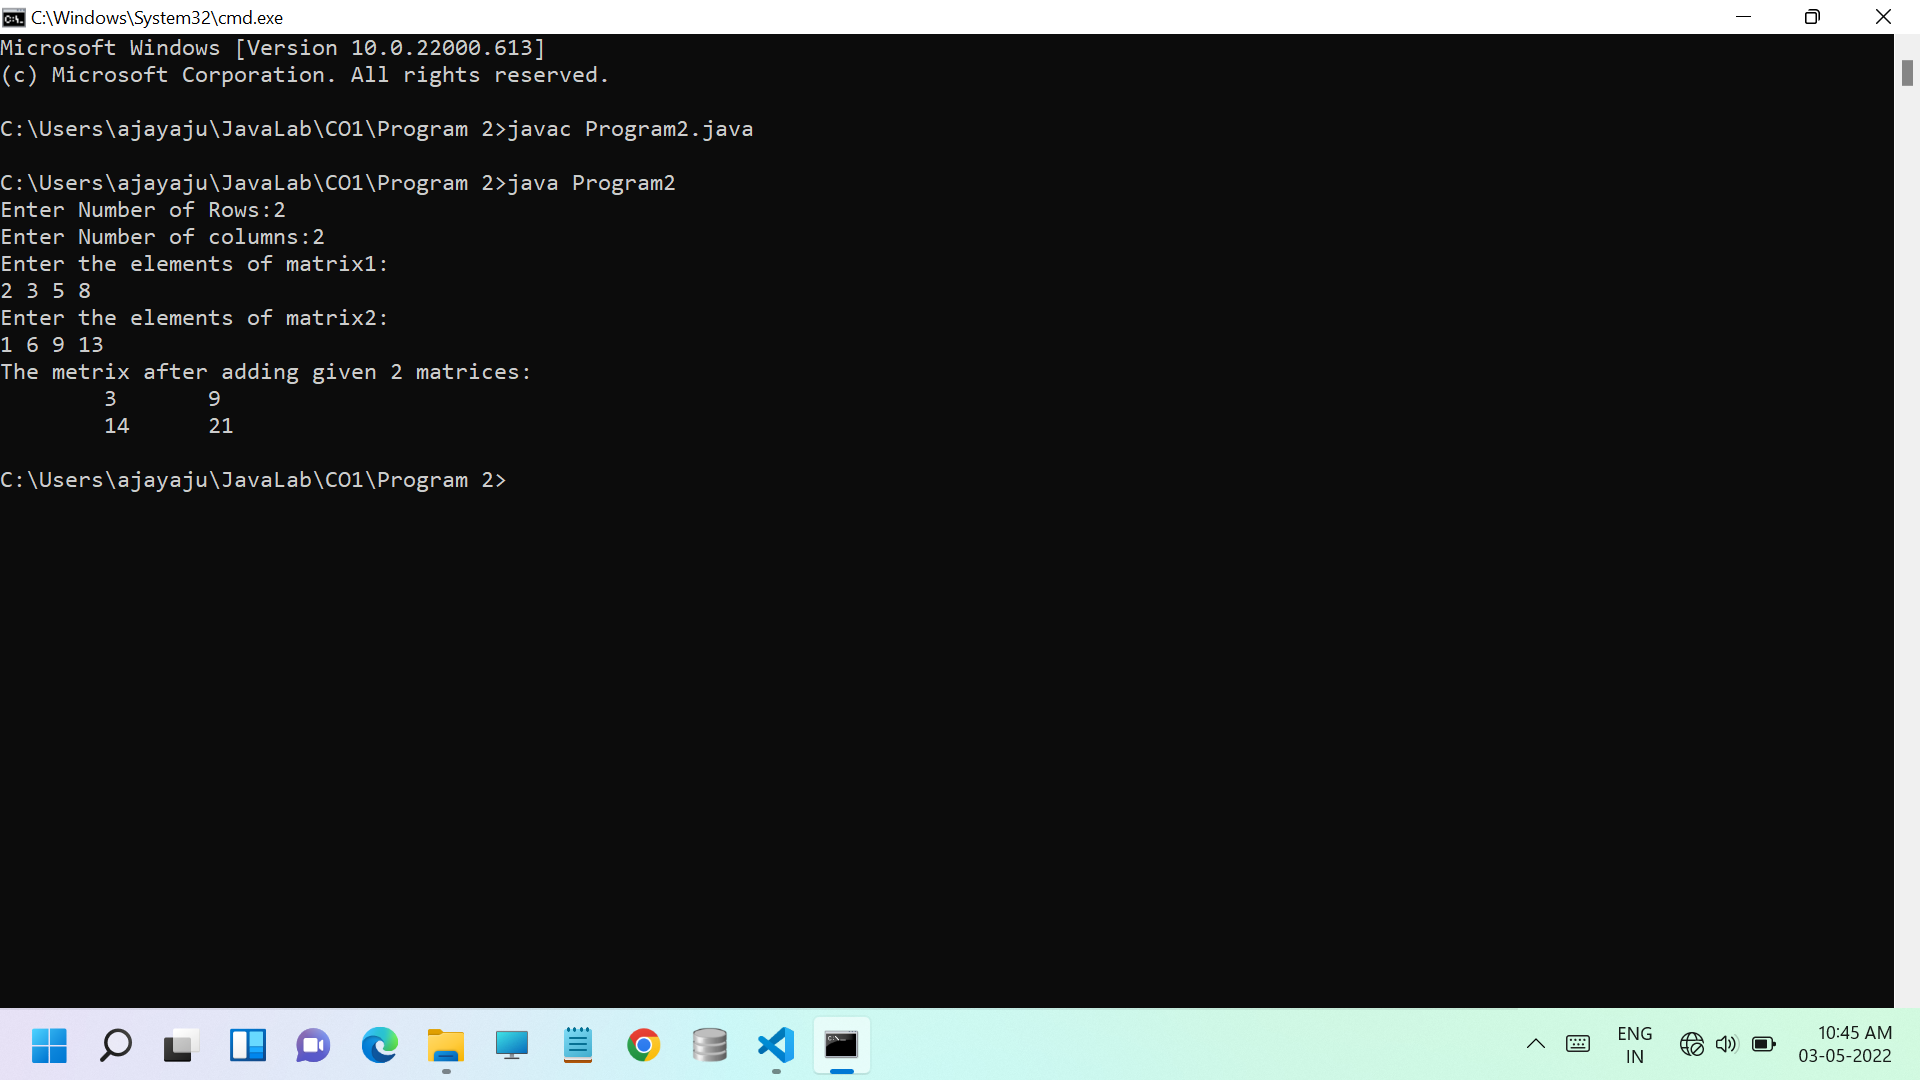 C:\Windows\System32\cmd.exe
Microsoft Windows [Version 10.0.22000.613]
(c) Microsoft Corporation. All rights reserved.
C:\Users\ajayaju\JavaLab\CO1\Program 2>javac Program2.java
C:\Users\ajayaju\JavaLab\CO1\Program 2>java Program2
Enter Number of Rows:2
Enter Number of columns:2
Enter the elements of matrix1:
2 3 5 8
Enter the elements of matrix2:
1 6 9 13
The metrix after adding given 2 matrices:
3 9
14 21
C:\Users\ajayaju\JavaLab\CO1\Program 2>
ENG
IN
10:45 AM
03-05-2022